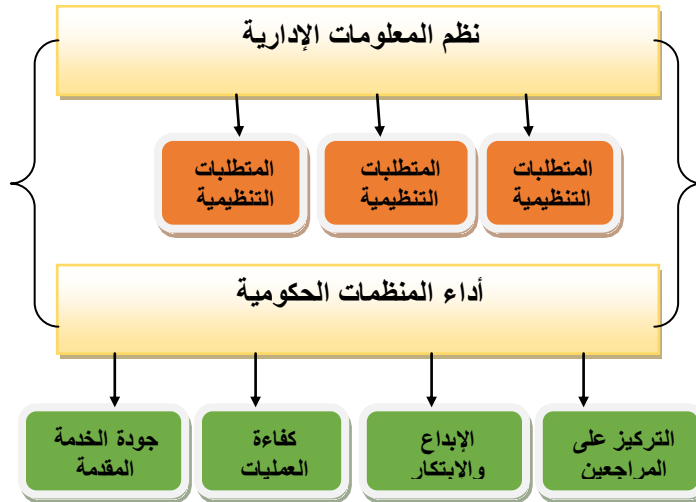 نظم المعلومات الإدارية
المتطلبات
التنظيمية
المتطلبات
التنظيمية
المتطلبات
التنظيمية
أداء المنظمات الحكومية
التركيز على
المراجعين
الإبداع
والابتكار
كفاءة
العمليات
جودة الخدمة
المقدمة